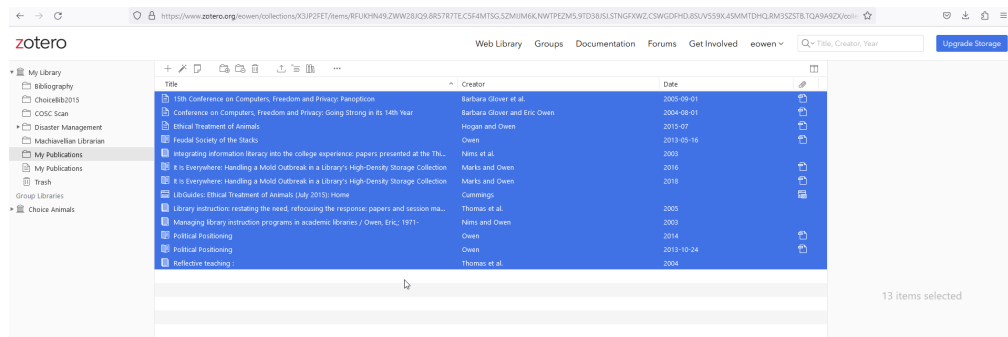 https://www.zotero.org/eowen/collections/X3JP2FET/items/RFUKHN49,ZWW28JQ9,8RS7R7TE,CSF4MTSG,SZMIUM6K,NWTPEZM5,9TD38JSJ,STNGFXWZ,CSWGDFHD,8SUV559X,4SMMTDHQ,RM3SZSTB,TQA9A9ZX/colle
zotero
Web Library Groups Documentation Forums Get Involved eowen Title, Creator, Year Upgrade Storage
My Library
Bibliography
ChoiceBib2015
COSC Scan
Disaster Management
Machiavellian Librarian
My Publications
My Publications
Trash
Group Libraries
Choice Animals
Title Creator Date
15th Conference on Computers, Freedom and Privacy: Panopticon Barbara Glover et al. 2005-09-01
Conference on Computers, Freedom and Privacy: Going Strong in its 14th Year Barbara Glover and Eric Owen 2004-08-01
Ethical Treatment of Animals Hogan and Owen 2015-07
Feudal Society of the Stacks Owen 2013-05-16
Integrating information literacy into the college experience: papers presented at the Thi... Nims et al. 2003
It Is Everywhere: Handling a Mold Outbreak in a Library's High-Density Storage Collection Marks and Owen 2016
It Is Everywhere: Handling a Mold Outbreak in a Library's High-Density Storage Collection Marks and Owen 2018
LibGuides: Ethical Treatment of Animals (July 2015): Home Cummings
Library instruction: restating the need, refocusing the response: papers and session ma... Thomas et al. 2005
Managing library instruction programs in academic libraries / Owen, Eric,; 1971- Nims and Owen 2003
Political Positioning Owen 2014
Political Positioning Owen 2013-10-24
Reflective teaching : Thomas et al. 2004
13 items selected